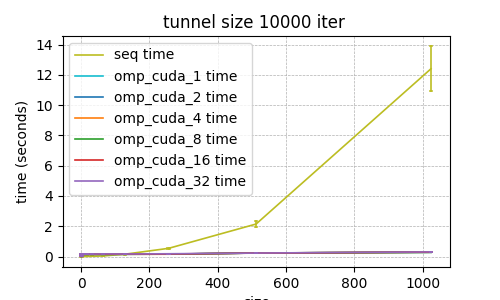 tunnel size 10000 iter
time (seconds)
14
12
10
8
6
4
2
0
seq time
omp_cuda_1 time
omp_cuda_2 time
omp_cuda_4 time
omp_cuda_8 time
omp_cuda_16 time
omp_cuda_32 time
0 200 400 600 800 1000
size